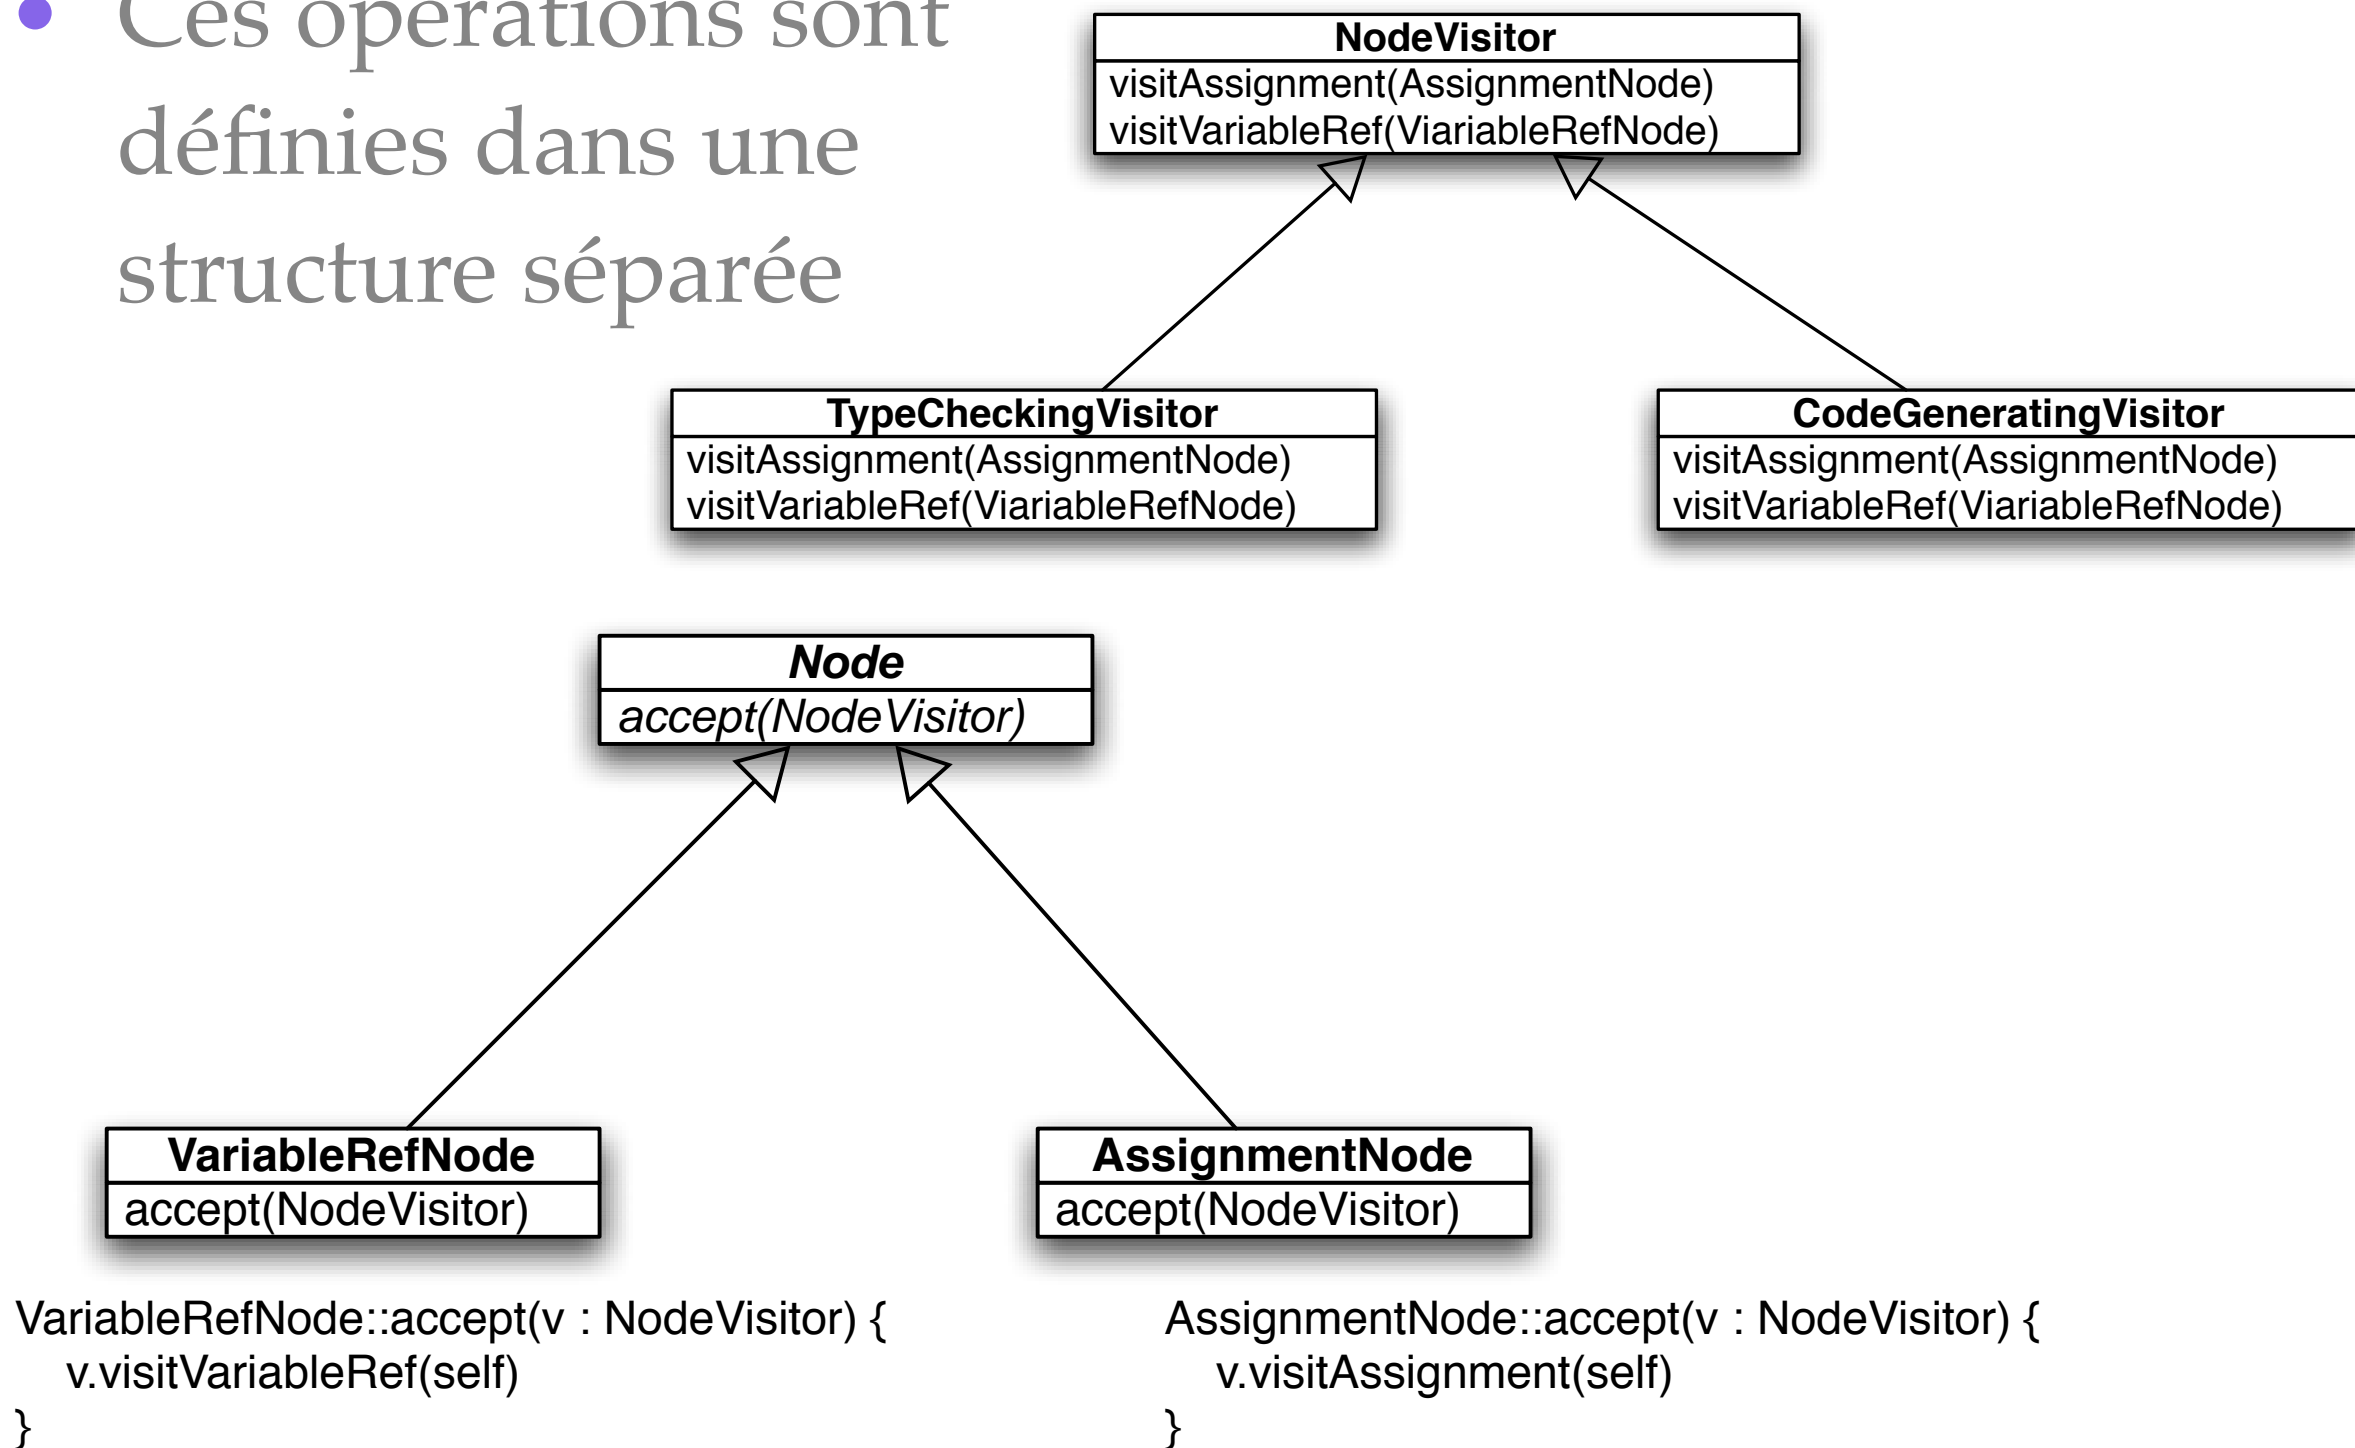 • Ces opérations sont
définies dans une
structure séparée
NodeVisitor
visitAssignment(AssignmentNode)
visitVariableRef(ViariableRefNode)
TypeCheckingVisitor
visitAssignment(AssignmentNode)
visitVariableRef(ViariableRefNode)
CodeGeneratingVisitor
visitAssignment(AssignmentNode)
visitVariableRef(ViariableRefNode)
Node
accept(NodeVisitor)
VariableRefNode
accept(NodeVisitor)
AssignmentNode
accept(NodeVisitor)
VariableRefNode::accept(v : NodeVisitor) {
v.visitVariableRef(self)
}
AssignmentNode::accept(v : NodeVisitor) {
v.visitAssignment(self)
}